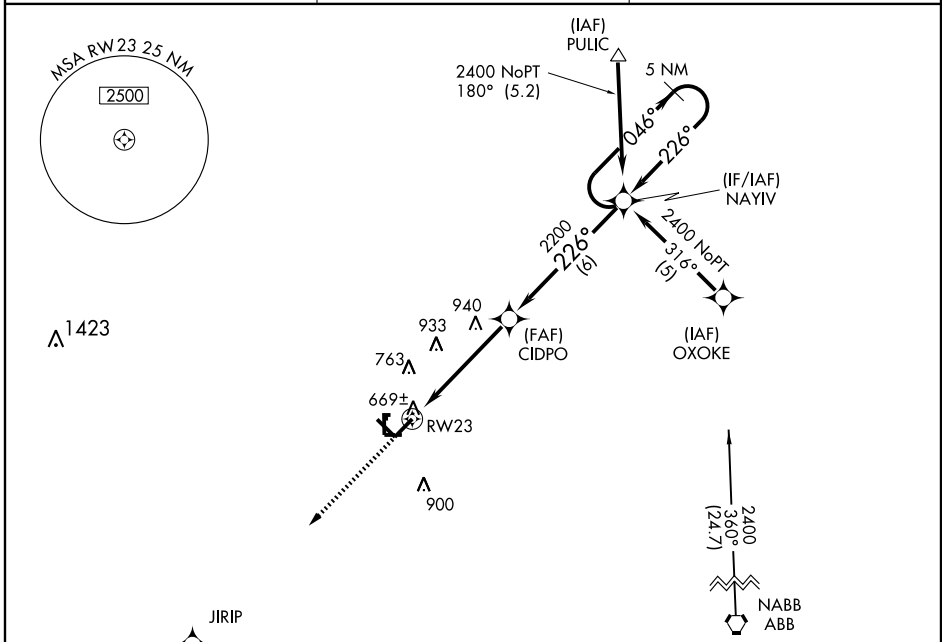 MSA RW23 25 NM
2500
(IAF)
PULIC
2400 NoPT
180° (5.2)
5 NM
046°
226°
(IF/IAF)
NAYIV
2400 NoPT
316°
(5)
(IAF)
OXOKE
2200
226°
(6)
(FAF)
CIDPO
940
933
763
669±
RW23
900
1423
2400
360°
(24.7)
NABB
ABB
JIRIP